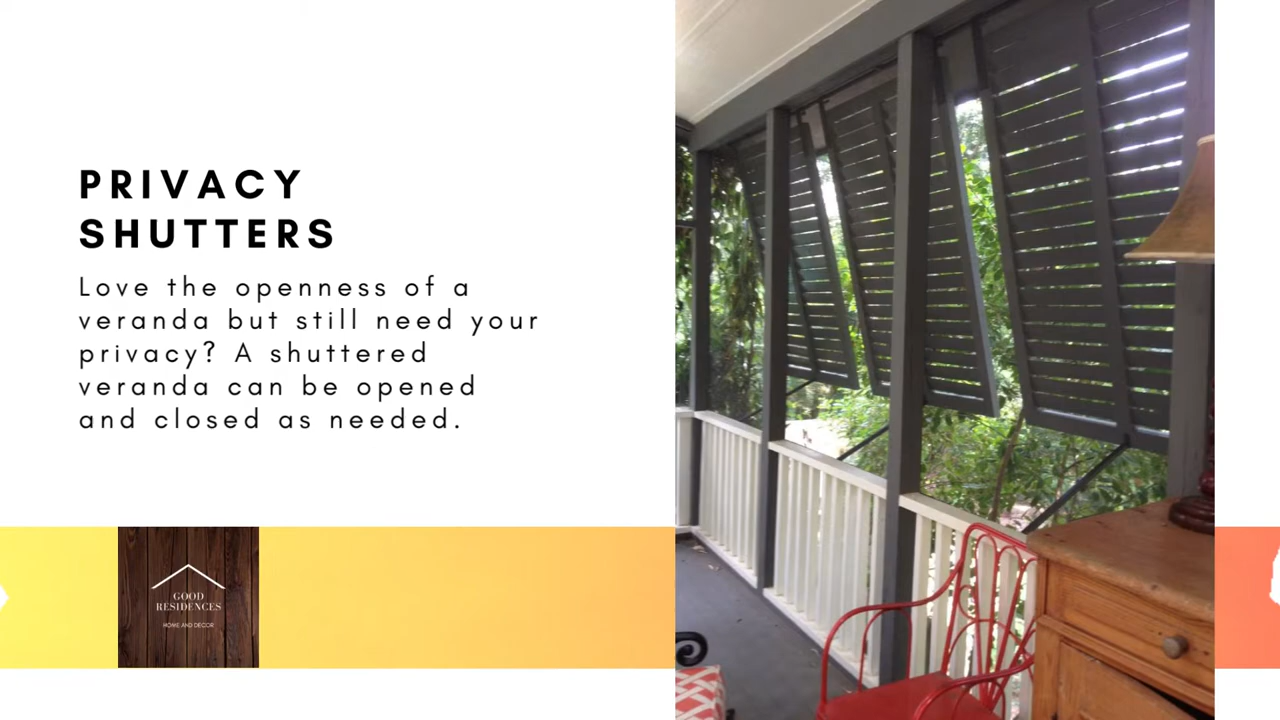 PRIVACY
SHUTTERS
Love the openness of a
veranda but still need your
privacy? A shuttered
veranda can be opened
and closed as needed.
GOOD
RESIDENCES
HOME AND DECOR